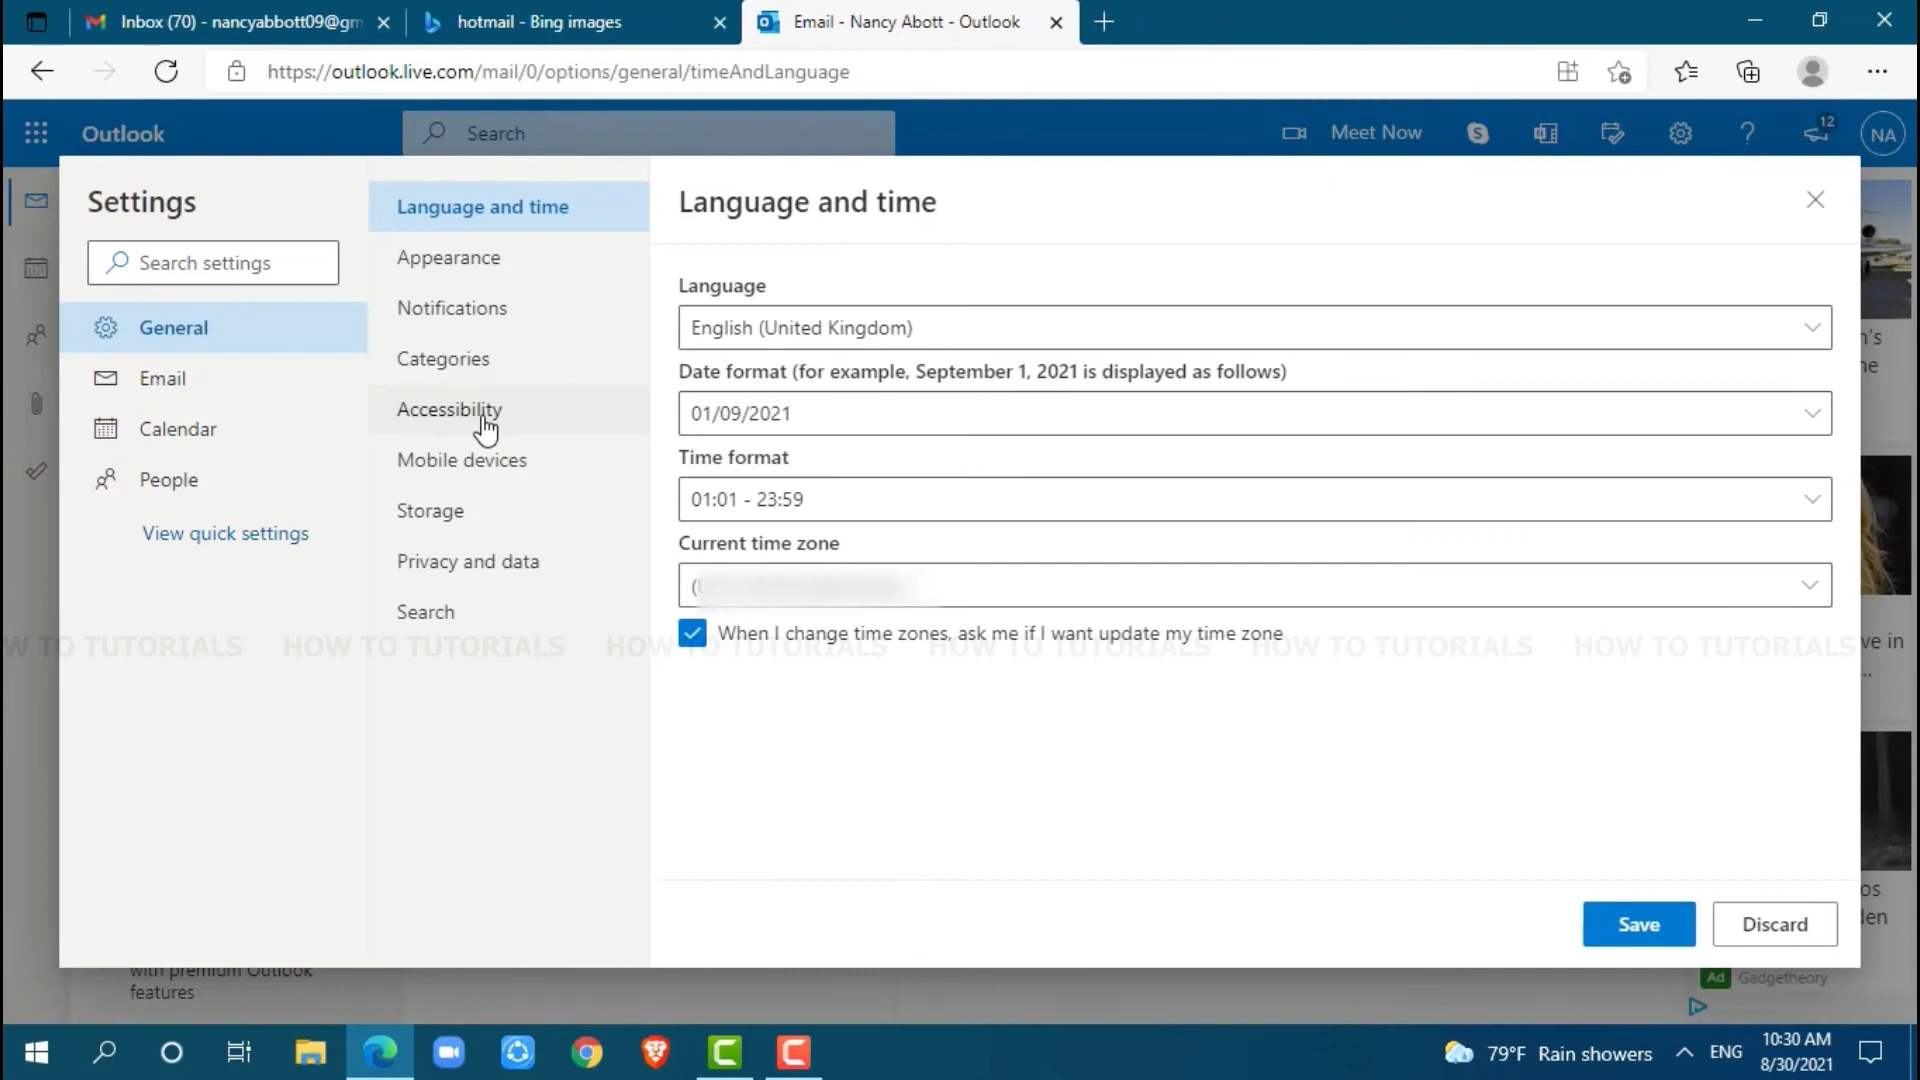 Inbox (70) - nancyabbott09@gm
hotmail - Bing images
Email - Nancy Abott - Outlook
https://outlook.live.com/mail/0/options/general/timeAndLanguage
Outlook
Search
Meet Now
12
NA
Settings
Search settings
General
Email
Calendar
People
View quick settings
Language and time
Appearance
Notifications
Categories
Accessibility
Mobile devices
Storage
Privacy and data
Search
Language and time
Language
English (United Kingdom)
Date format (for example, September 1, 2021 is displayed as follows)
01/09/2021
Time format
01:01 - 23:59
Current time zone
When I change time zones, ask me if I want update my time zone
HOW TO TUTORIALS HOW TO TUTORIALS HOW TO TUTORIALS HOW TO TUTORIALS HOW TO TUTORIALS
Save
Discard
with premium Outlook
features
Ad Gadgetheory
79°F Rain showers
ENG
10:30 AM
8/30/2021